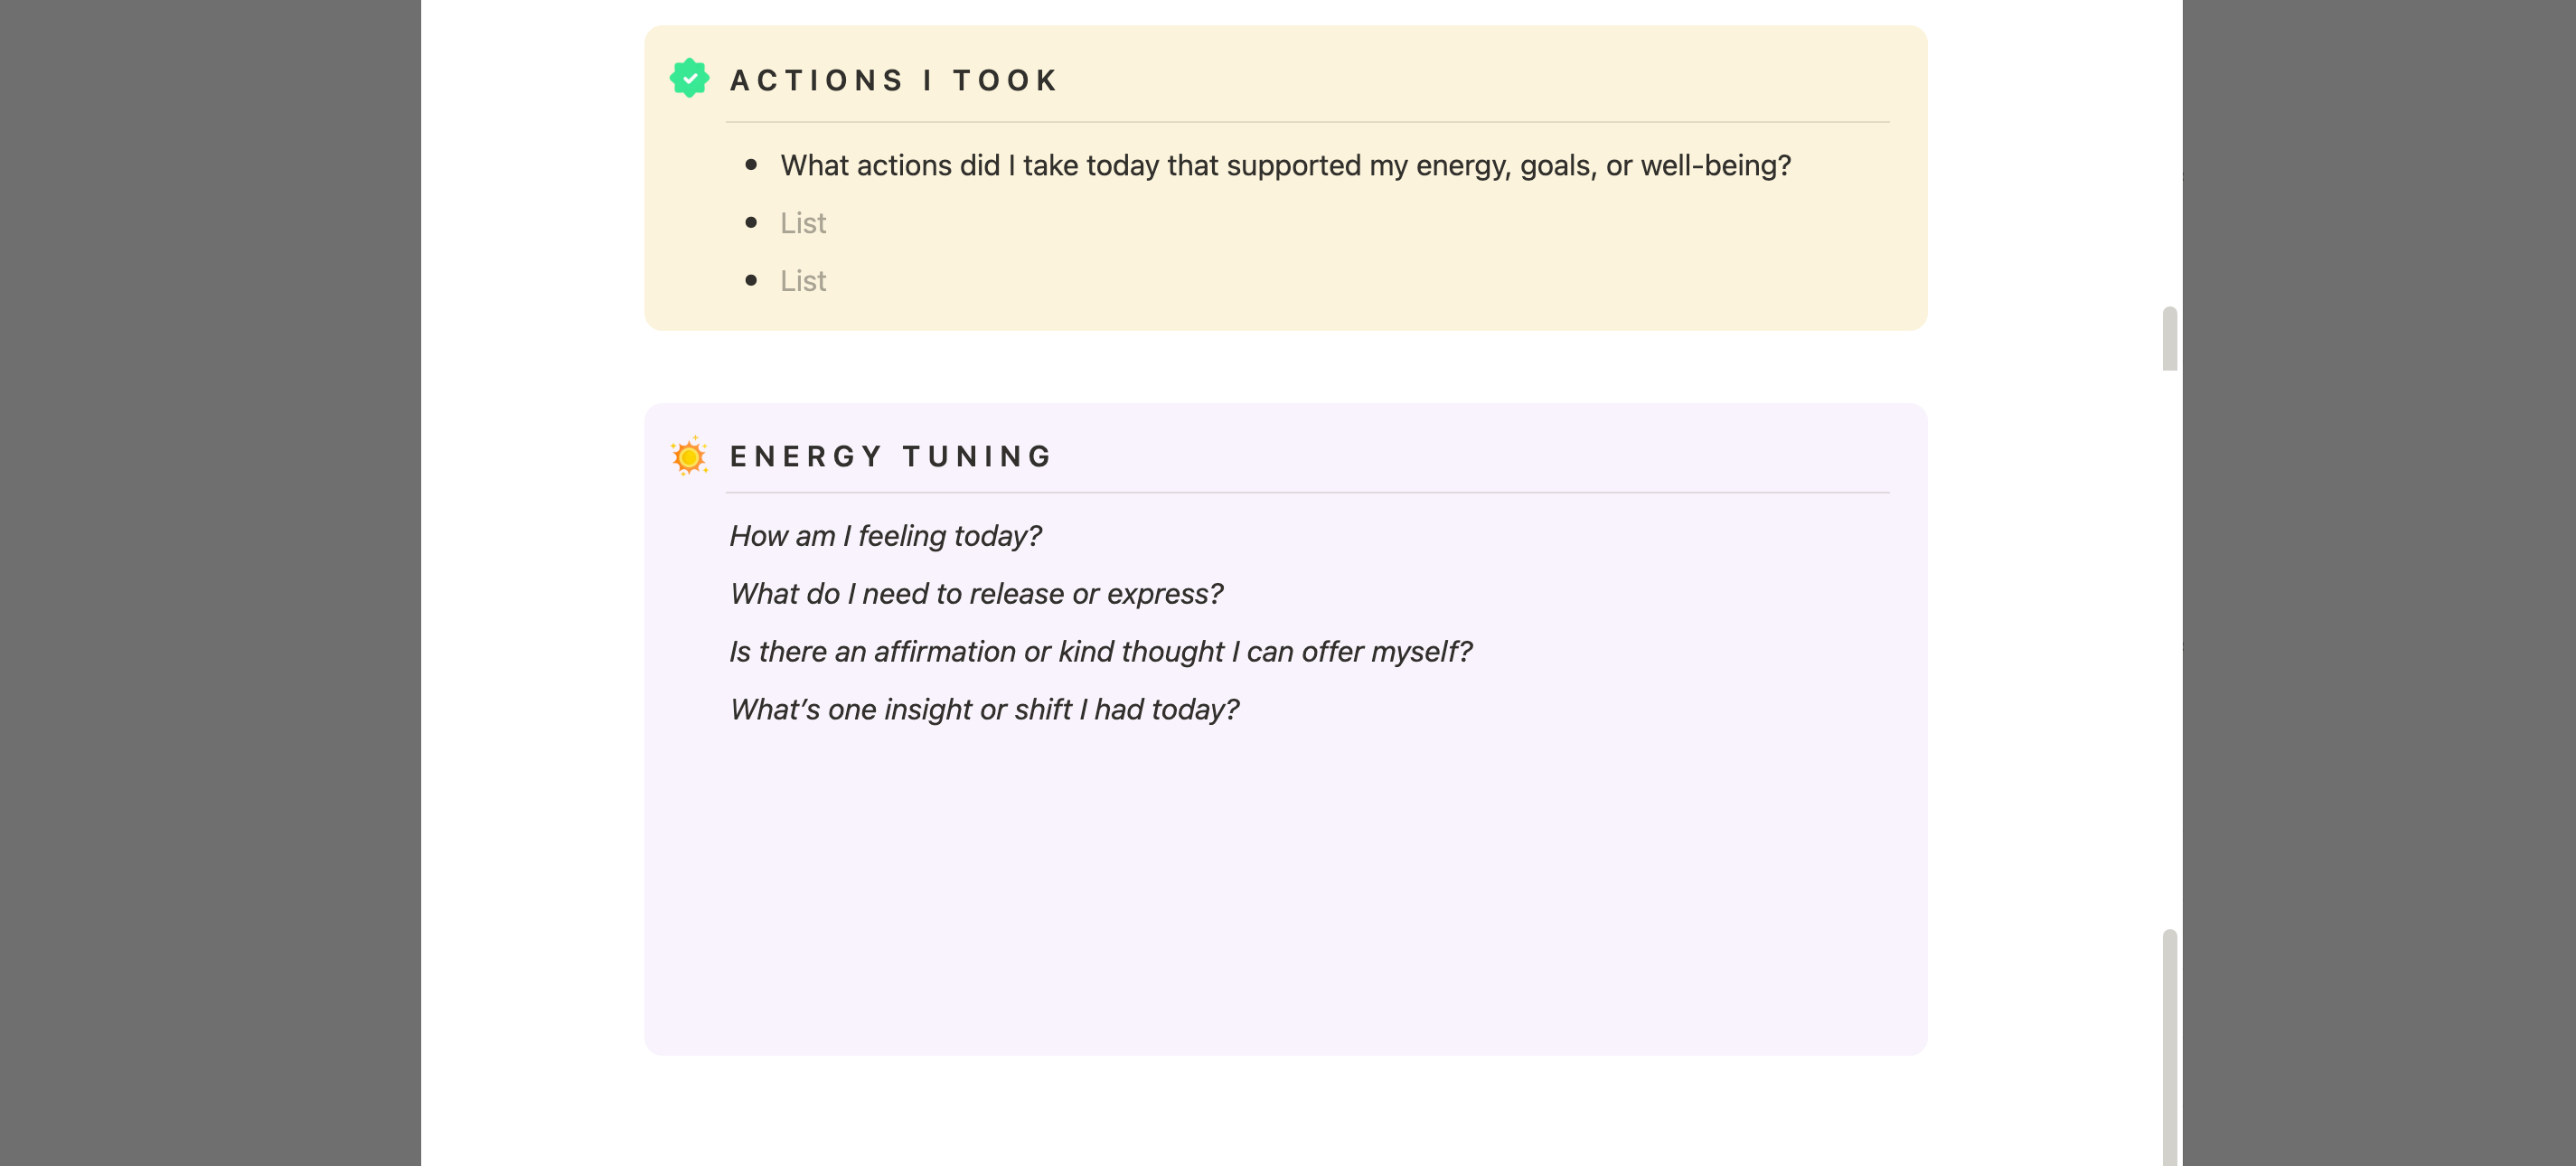 ACTIONS I TOOK
What actions did I take today that supported my energy, goals, or well-being?
List
List
ENERGY TUNING
How am I feeling today?
What do I need to release or express?
Is there an affirmation or kind thought I can offer myself?
What’s one insight or shift I had today?